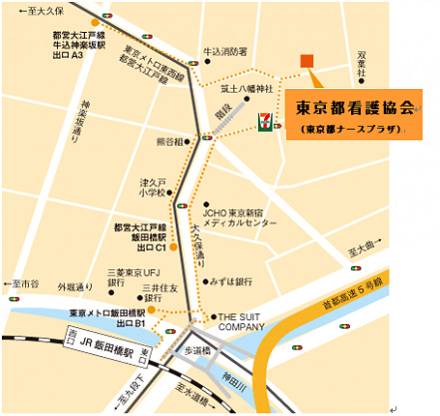 ←至大久保
都営大江戸線
牛込神楽坂駅
出口 A3
東京メトロ東西線
都営大江戸線
牛込消防署
双葉社
筑土八幡神社
階段
東京都看護協会
(東京都ナースプラザ)
神楽坂通り
熊谷組
津久戸
小学校
JCHO 東京新宿
メディカルセンター
大久保通り
都営大江戸線
飯田橋駅
出口 C1
至大曲→
←至市谷
外堀通り
三菱東京UFJ
銀行
三井住友
銀行
みずほ銀行
首都高速5号線
東京メトロ飯田橋駅
出口 B1
THE SUIT
COMPANY
西口
JR 飯田橋駅
東口
歩道橋
神田川
←至九段下
至水道橋→